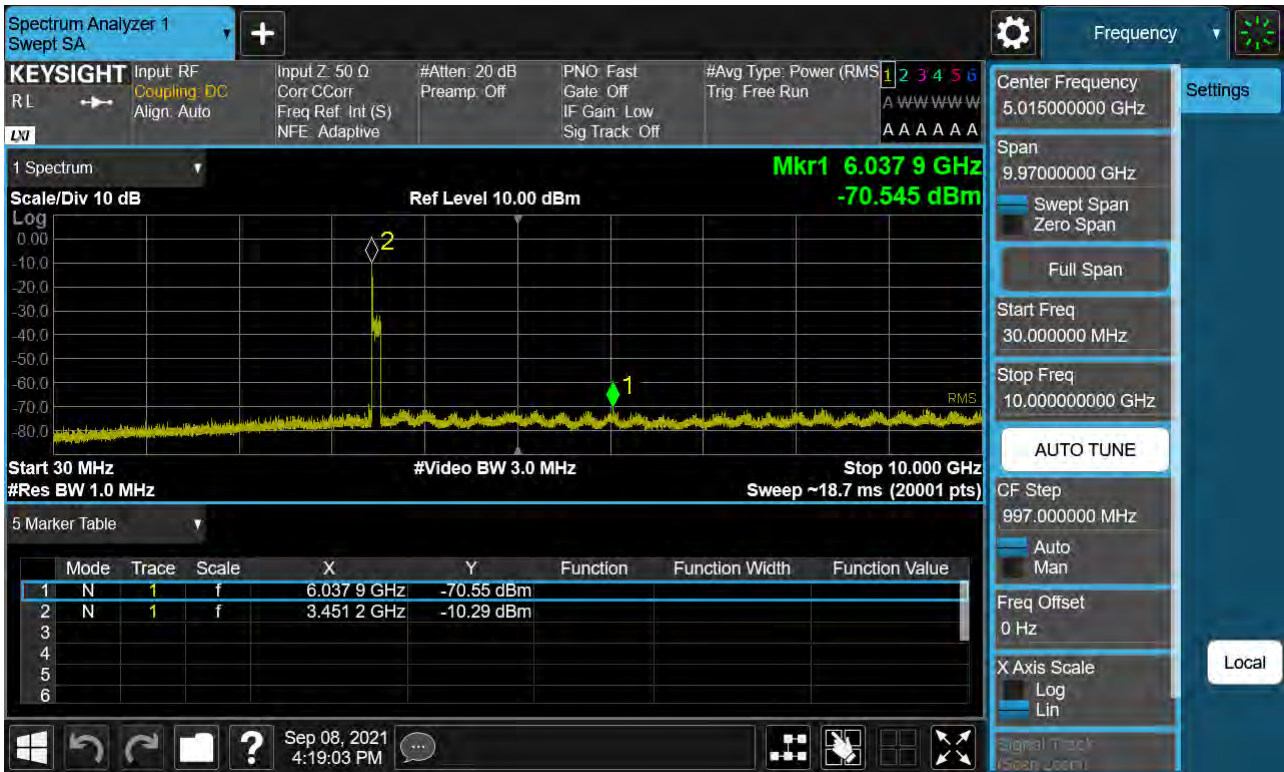 Spectrum Analyzer 1
Swept SA
+
Frequency
KEYSIGHT
RL
LXI
Input: RF
Coupling: DC
Align: Auto
Input Z: 50 Ω
Corr CCorr
Freq Ref: Int (S)
NFE: Adaptive
#Atten: 20 dB
Preamp: Off
PNO: Fast
Gate: Off
IF Gain: Low
Sig Track: Off
#Avg Type: Power (RMS
Trig: Free Run
1 2 3 4 5 6
A W W W W W
A A A A A A
1 Spectrum
Mkr1 6.037 9 GHz
Scale/Div 10 dB
Ref Level 10.00 dBm
-70.545 dBm
Log
0.00
-10.0
-20.0
-30.0
-40.0
-50.0
-60.0
-70.0
-80.0
2
1
RMS
Start 30 MHz
#Video BW 3.0 MHz
Stop 10.000 GHz
#Res BW 1.0 MHz
Sweep ~18.7 ms (20001 pts)
5 Marker Table
Mode Trace Scale X Y Function Function Width Function Value
1 N 1 f 6.037 9 GHz -70.55 dBm
2 N 1 f 3.451 2 GHz -10.29 dBm
3
4
5
6
?
Sep 08, 2021
4:19:03 PM
Center Frequency
5.015000000 GHz
Span
9.97000000 GHz
Swept Span
Zero Span
Full Span
Start Freq
30.000000 MHz
Stop Freq
10.000000000 GHz
AUTO TUNE
CF Step
997.000000 MHz
Auto
Man
Freq Offset
0 Hz
X Axis Scale
Log
Lin
Signal Track
(Span Zoom)
Settings
Local